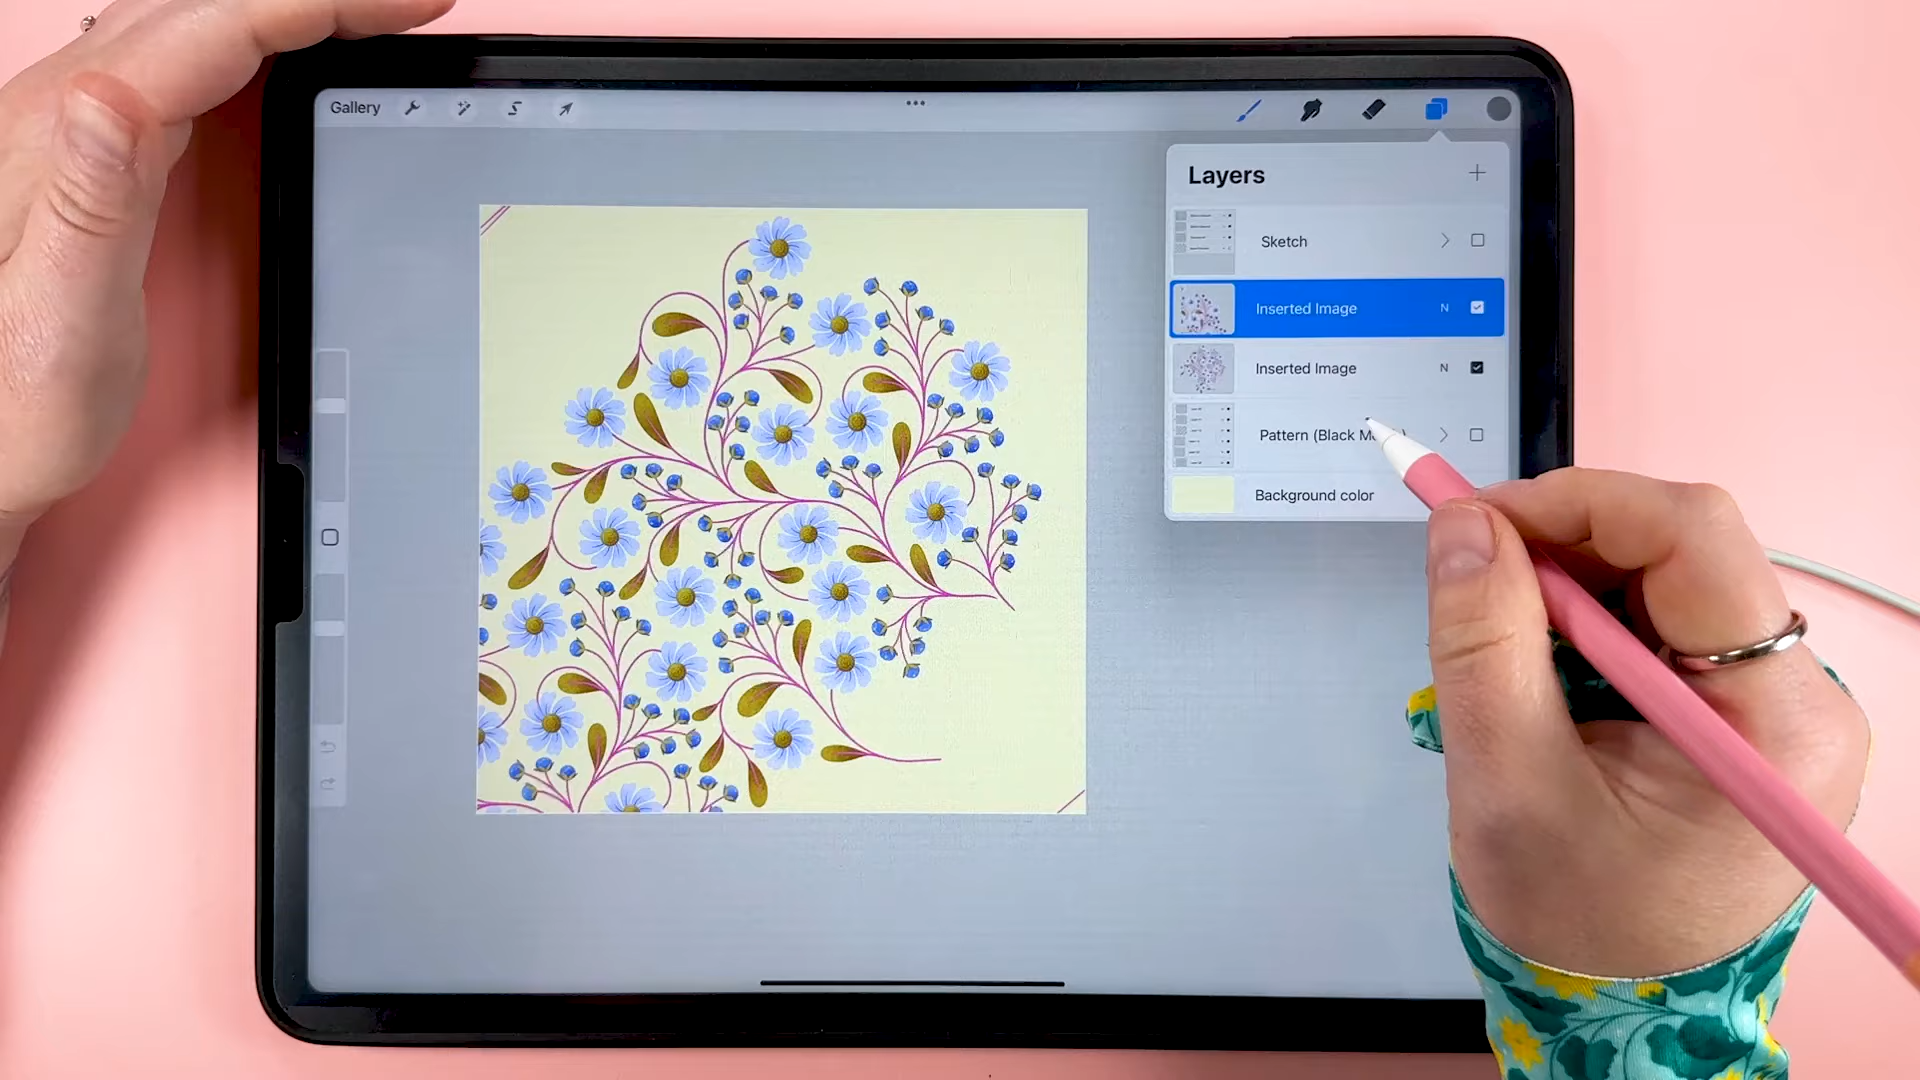 Gallery
Layers
Sketch
Inserted Image N
Inserted Image N
Pattern (Black
Background color